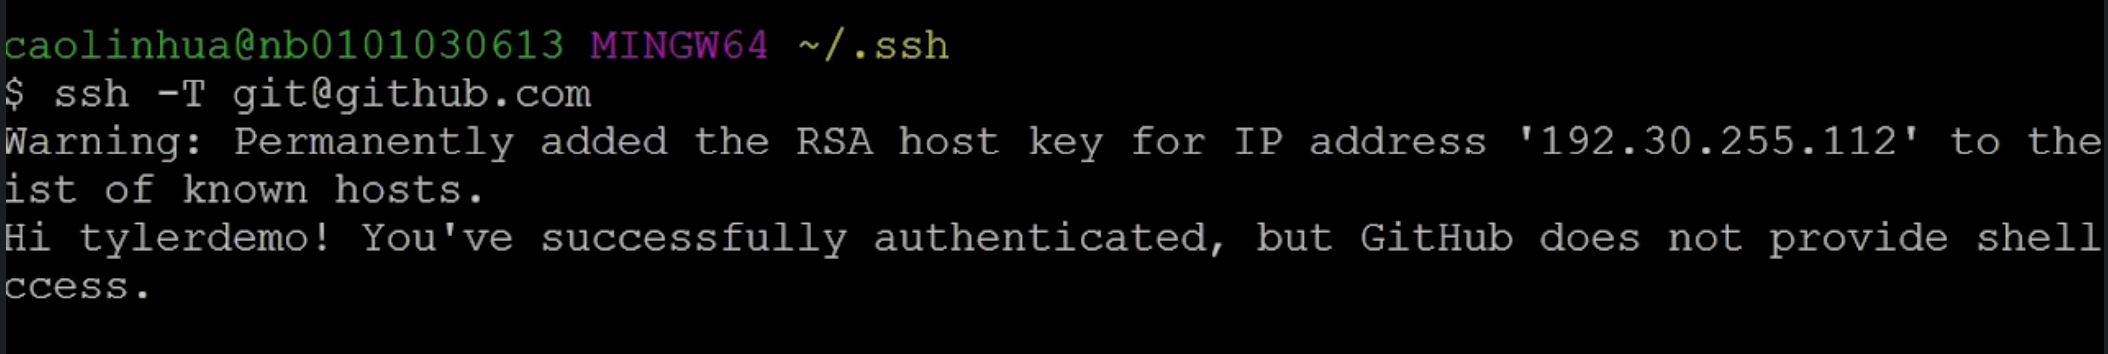 caolinhua@nb0101030613 MINGW64 ~/.ssh
$ ssh -T git@github.com
Warning: Permanently added the RSA host key for IP address '192.30.255.112' to the
ist of known hosts.
Hi tylerdemo! You've successfully authenticated, but GitHub does not provide shell
ccess.